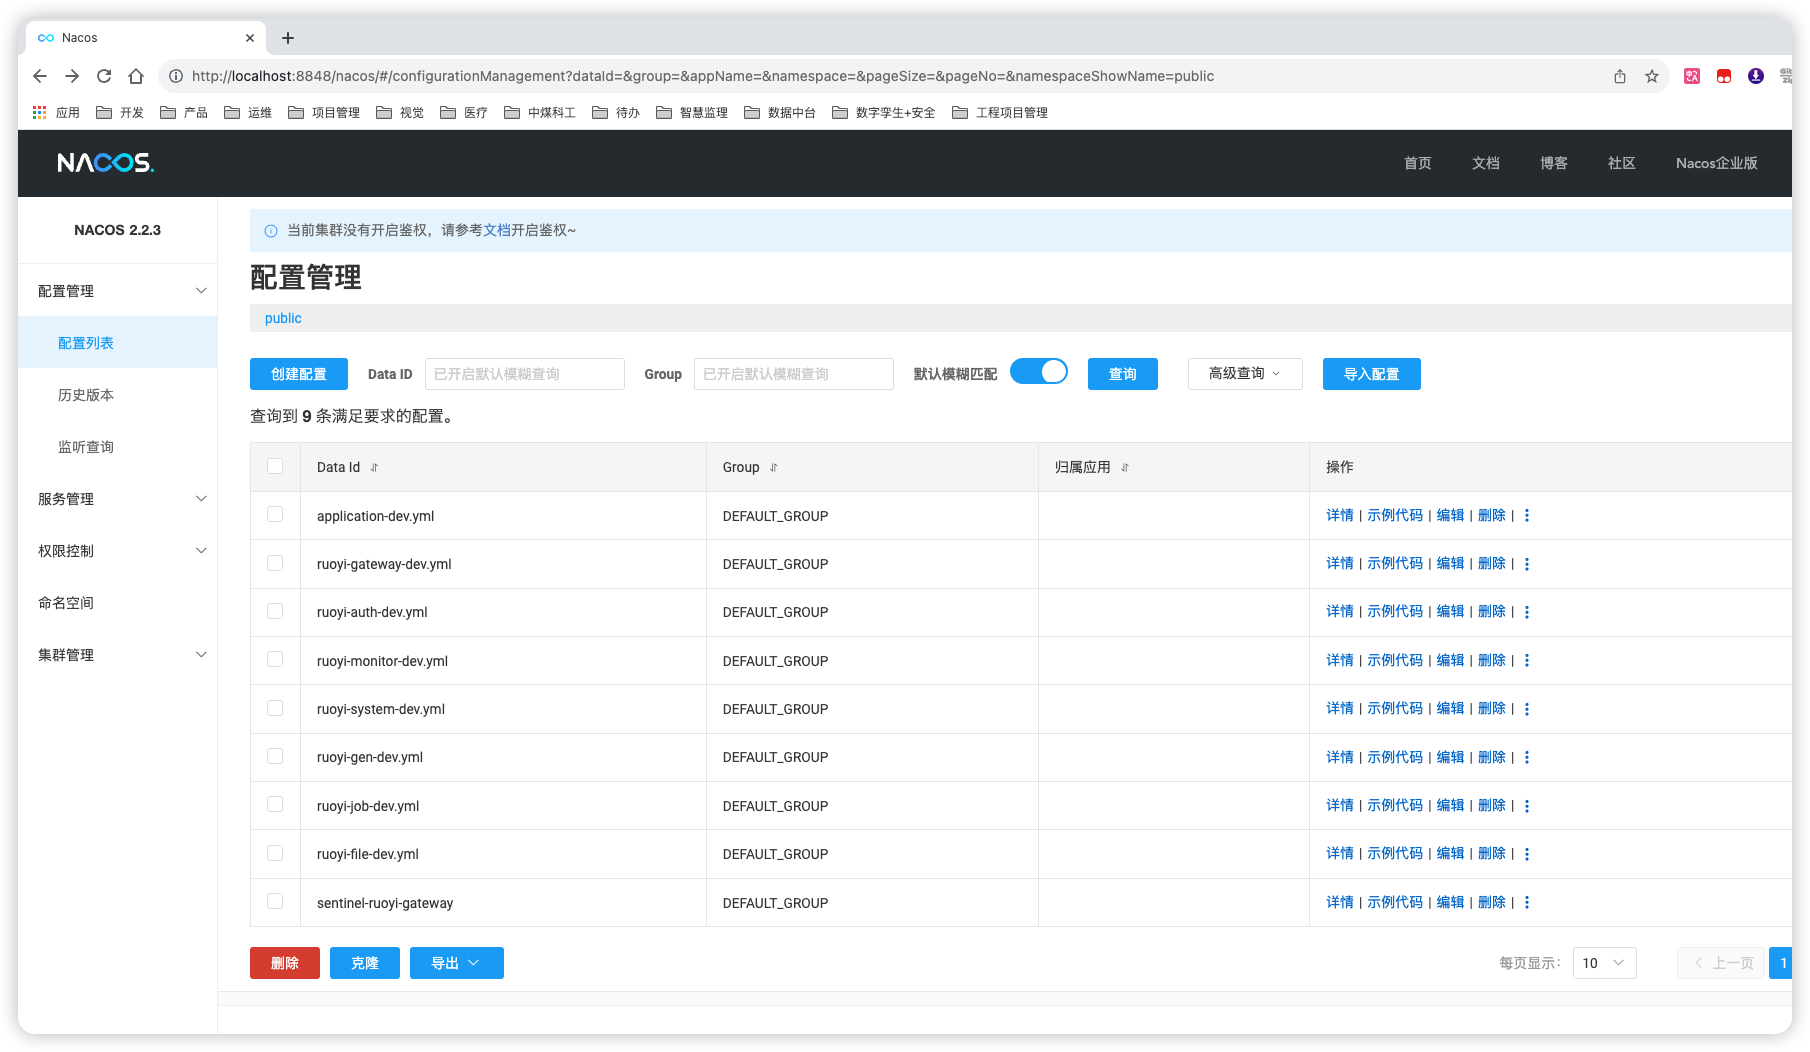 Nacos
http://localhost:8848/nacos/#/configurationManagement?dataId=&group=&appName=&namespace=&pageSize=&pageNo=&namespaceShowName=public
应用 开发 产品 运维 项目管理 视觉 医疗 中煤科工 待办 智慧监理 数据中台 数字孪生+安全 工程项目管理
NACOS.
首页 文档 博客 社区 Nacos企业版
NACOS 2.2.3
配置管理
配置列表
历史版本
监听查询
服务管理
权限控制
命名空间
集群管理
当前集群没有开启鉴权，请参考文档开启鉴权~
配置管理
public
创建配置 Data ID 已开启默认模糊查询 Group 已开启默认模糊查询 默认模糊匹配 查询 高级查询 导入配置
查询到 9 条满足要求的配置。
Data Id Group 归属应用 操作
application-dev.yml DEFAULT_GROUP 详情 | 示例代码 | 编辑 | 删除 |
ruoyi-gateway-dev.yml DEFAULT_GROUP 详情 | 示例代码 | 编辑 | 删除 |
ruoyi-auth-dev.yml DEFAULT_GROUP 详情 | 示例代码 | 编辑 | 删除 |
ruoyi-monitor-dev.yml DEFAULT_GROUP 详情 | 示例代码 | 编辑 | 删除 |
ruoyi-system-dev.yml DEFAULT_GROUP 详情 | 示例代码 | 编辑 | 删除 |
ruoyi-gen-dev.yml DEFAULT_GROUP 详情 | 示例代码 | 编辑 | 删除 |
ruoyi-job-dev.yml DEFAULT_GROUP 详情 | 示例代码 | 编辑 | 删除 |
ruoyi-file-dev.yml DEFAULT_GROUP 详情 | 示例代码 | 编辑 | 删除 |
sentinel-ruoyi-gateway DEFAULT_GROUP 详情 | 示例代码 | 编辑 | 删除 |
删除 克隆 导出 每页显示： 10 上一页 1